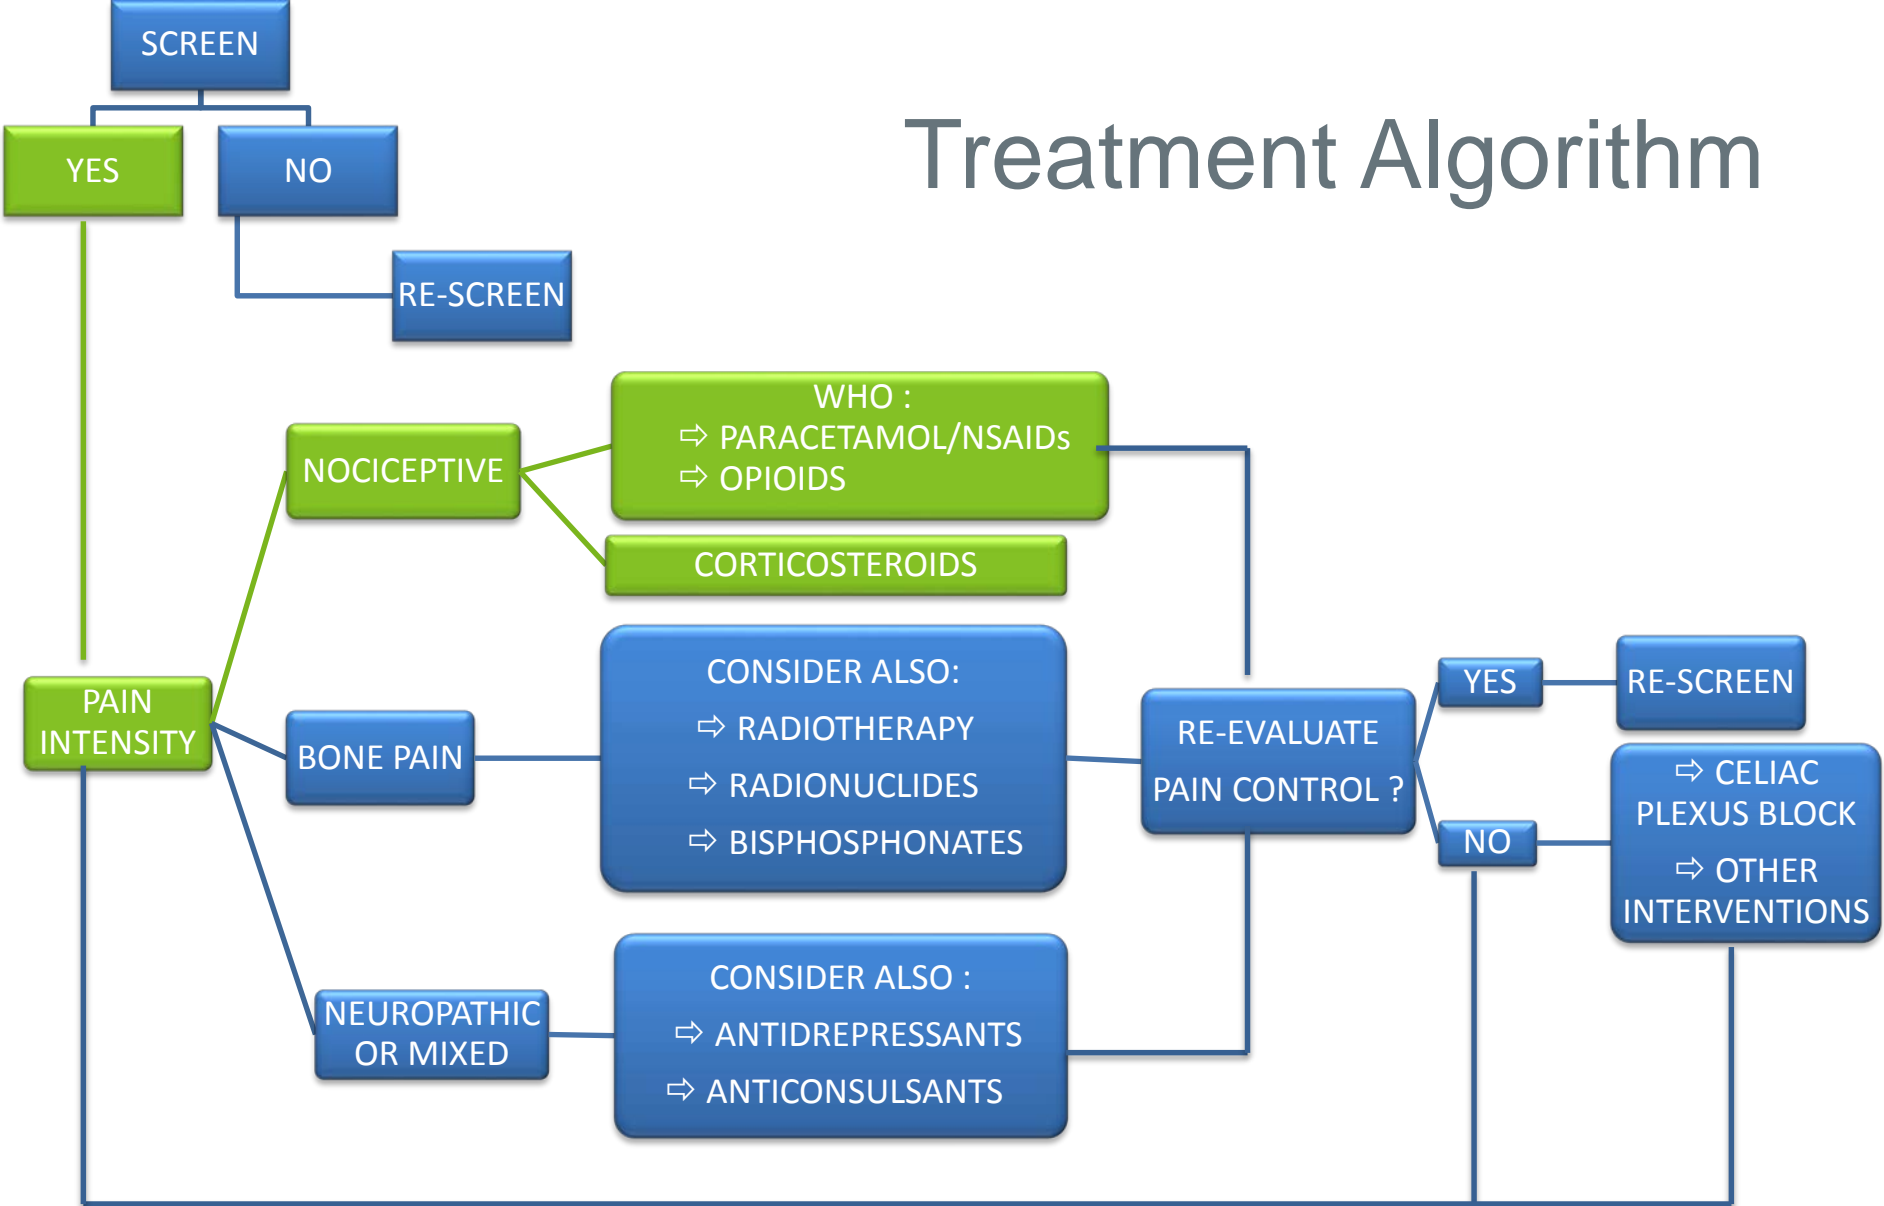 SCREEN
YES
NO
Treatment Algorithm
RE-SCREEN
WHO :
⇨ PARACETAMOL/NSAIDs
⇨ OPIOIDS
NOCICEPTIVE
CORTICOSTEROIDS
PAIN
INTENSITY
BONE PAIN
CONSIDER ALSO:
⇨ RADIOTHERAPY
⇨ RADIONUCLIDES
⇨ BISPHOSPHONATES
NEUROPATHIC
OR MIXED
CONSIDER ALSO :
⇨ ANTIDREPRESSANTS
⇨ ANTICONSULSANTS
RE-EVALUATE
PAIN CONTROL ?
YES
RE-SCREEN
NO
⇨ CELIAC
PLEXUS BLOCK
⇨ OTHER
INTERVENTIONS